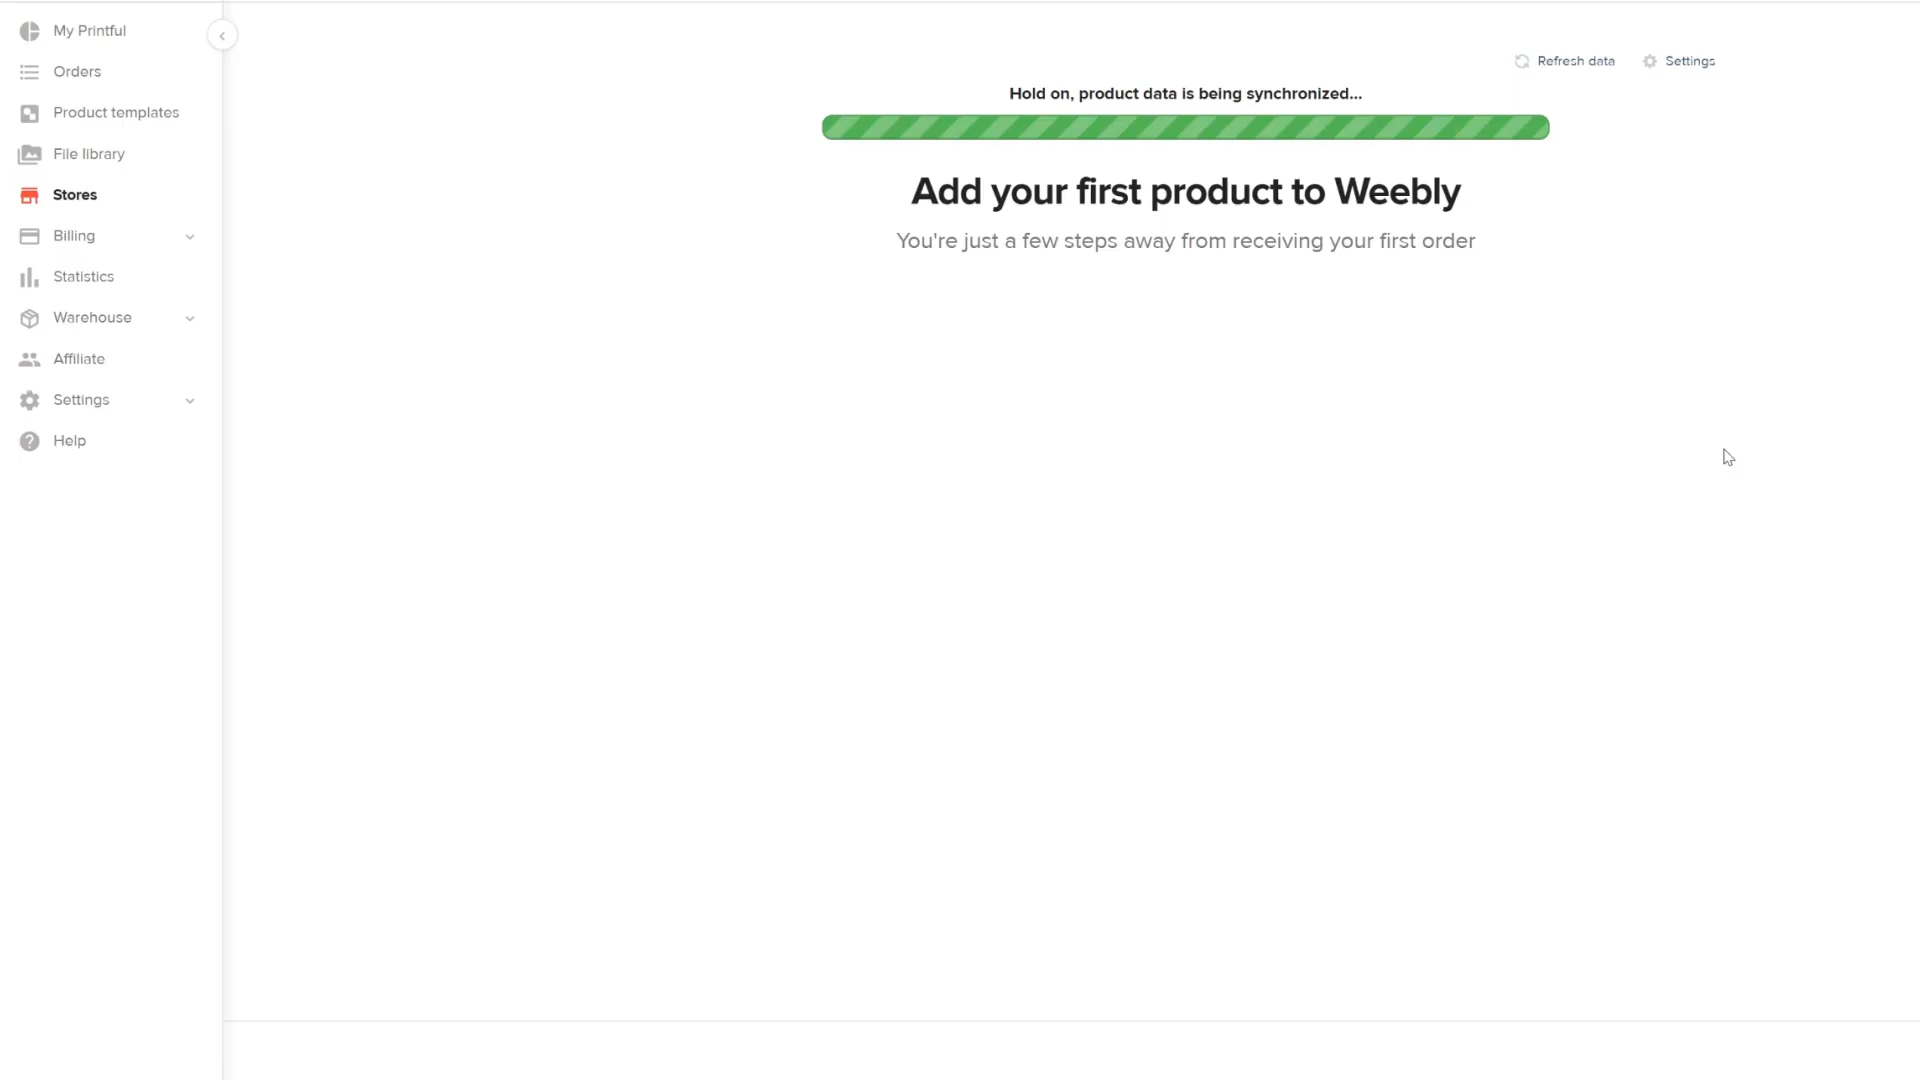 My Printful
Orders
Product templates
File library
Stores
Billing
Statistics
Warehouse
Affiliate
Settings
Help
Refresh data
Settings
Hold on, product data is being synchronized...
Add your first product to Weebly
You're just a few steps away from receiving your first order